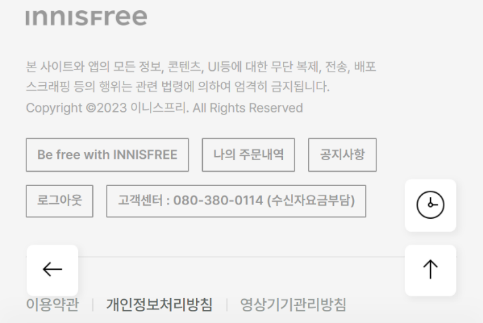 innisfree
본 사이트와 앱의 모든 정보, 콘텐츠, UI등에 대한 무단 복제, 전송, 배포
스크래핑 등의 행위는 관련 법령에 의하여 엄격히 금지됩니다.
Copyright ©2023 이니스프리. All Rights Reserved
Be free with INNISFREE 나의 주문내역 공지사항
로그아웃 고객센터 : 080-380-0114 (수신자요금부담)
이용약관 | 개인정보처리방침 | 영상기기관리방침